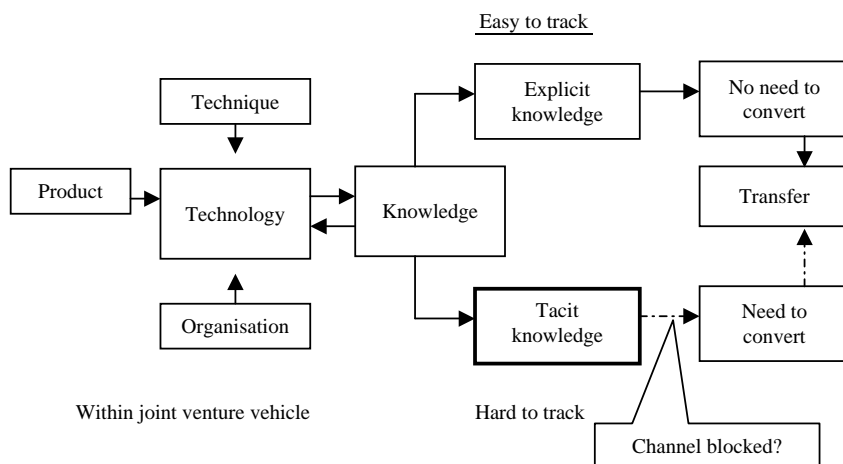 Easy to track
Technique
Explicit
knowledge
No need to
convert
Product
Technology
Knowledge
Transfer
Organisation
Tacit
knowledge
Need to
convert
Within joint venture vehicle
Hard to track
Channel blocked?